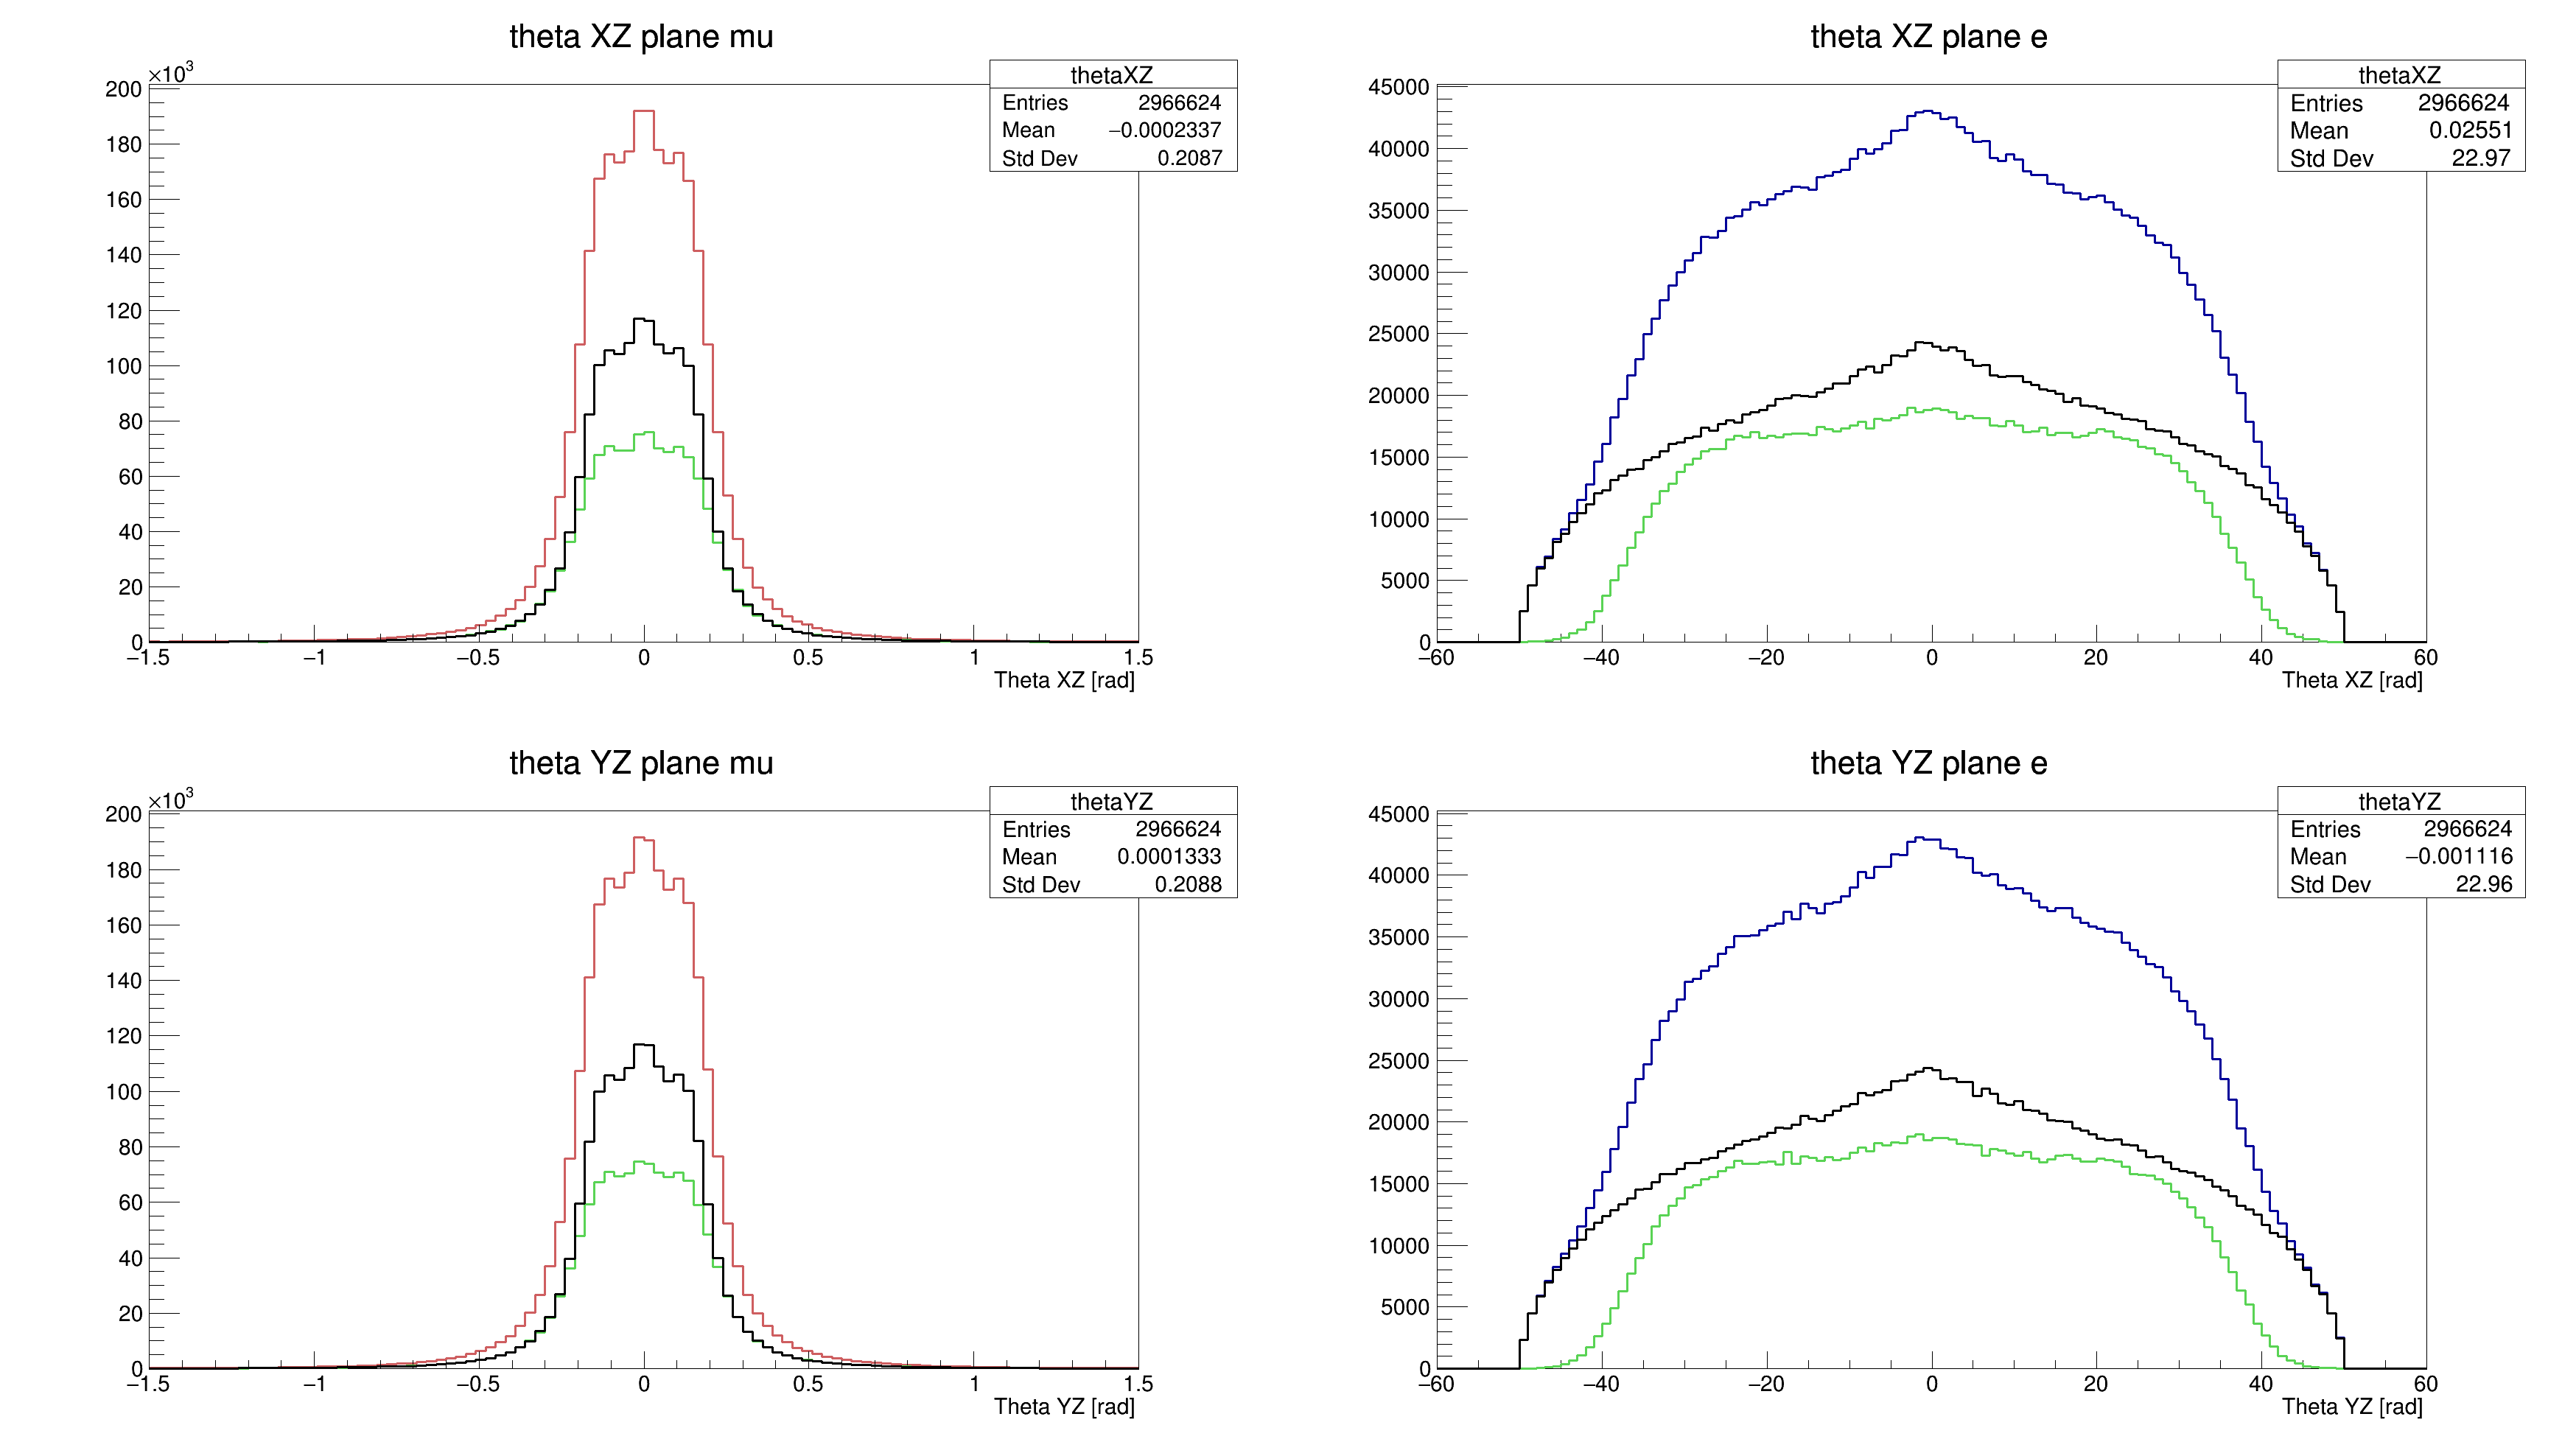 theta XZ plane mu
×10³
thetaXZ
Entries 2966624
Mean −0.0002337
Std Dev 0.2087
200
180
160
140
120
100
80
60
40
20
0
−1.5 −1 −0.5 0 0.5 1 1.5
Theta XZ [rad]
theta XZ plane e
thetaXZ
Entries 2966624
Mean 0.02551
Std Dev 22.97
45000
40000
35000
30000
25000
20000
15000
10000
5000
0
−60 −40 −20 0 20 40 60
Theta XZ [rad]
theta YZ plane mu
×10³
thetaYZ
Entries 2966624
Mean 0.0001333
Std Dev 0.2088
200
180
160
140
120
100
80
60
40
20
0
−1.5 −1 −0.5 0 0.5 1 1.5
Theta YZ [rad]
theta YZ plane e
thetaYZ
Entries 2966624
Mean −0.001116
Std Dev 22.96
45000
40000
35000
30000
25000
20000
15000
10000
5000
0
−60 −40 −20 0 20 40 60
Theta YZ [rad]